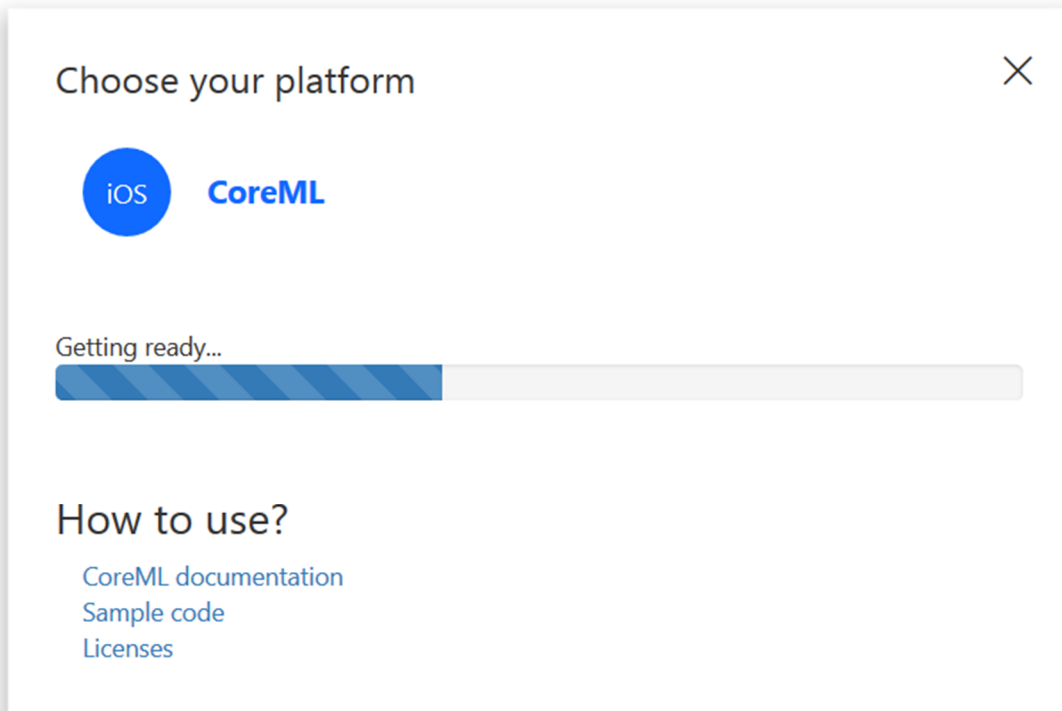 Choose your platform
iOS CoreML
Getting ready...
How to use?
CoreML documentation
Sample code
Licenses